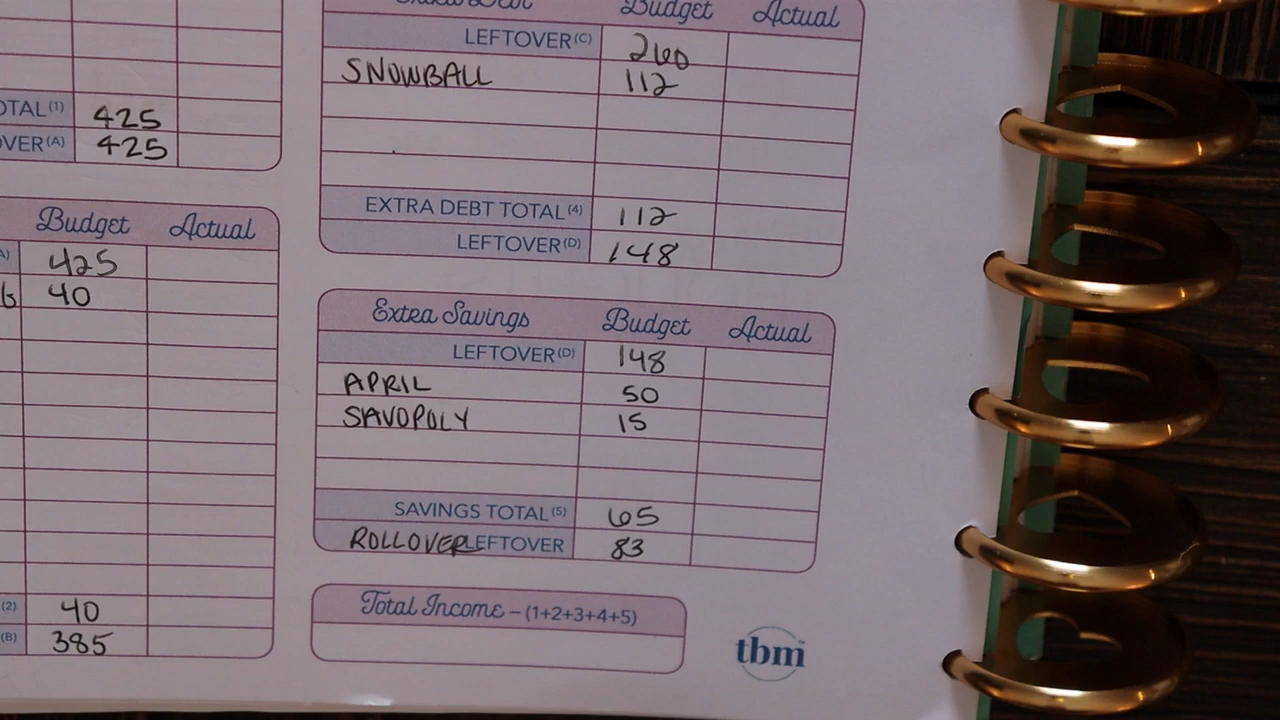 OTAL(1) 425
OVER(A) 425
Budget Actual
A) 425
G 40
(2) 40
(B) 385
Budget Actual
LEFTOVER(C) 260
SNOWBALL 112
EXTRA DEBT TOTAL(4) 112
LEFTOVER(D) 148
Extra Savings Budget Actual
LEFTOVER(D) 148
APRIL 50
SAVOPOLY 15
SAVINGS TOTAL(5) 65
ROLLOVER LEFTOVER 83
Total Income – (1+2+3+4+5)
tbm